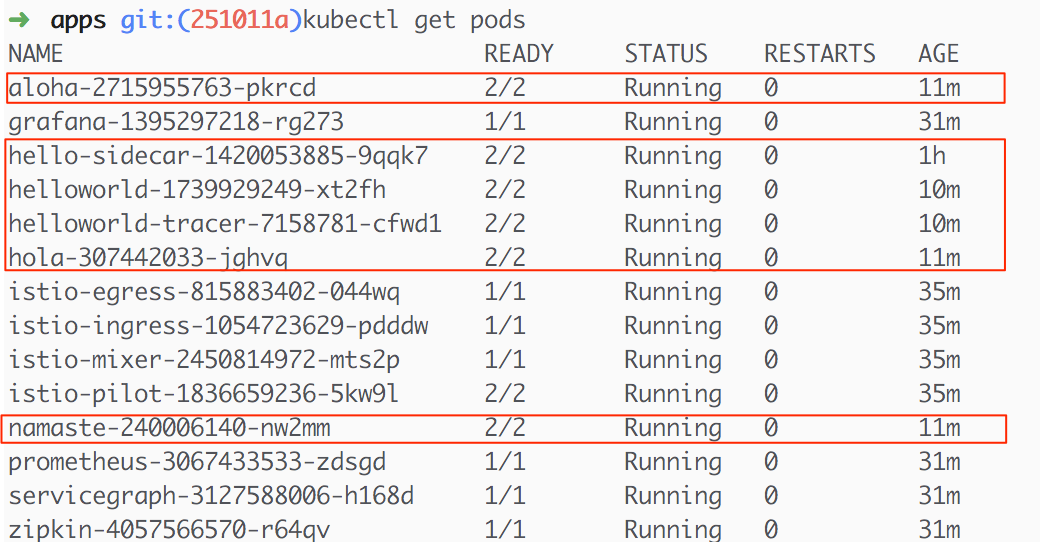 ➜ apps git:(251011a)kubectl get pods
NAME READY STATUS RESTARTS AGE
aloha-2715955763-pkrcd 2/2 Running 0 11m
grafana-1395297218-rg273 1/1 Running 0 31m
hello-sidecar-1420053885-9qqk7 2/2 Running 0 1h
helloworld-1739929249-xt2fh 2/2 Running 0 10m
helloworld-tracer-7158781-cfwd1 2/2 Running 0 10m
hola-307442033-jghvq 2/2 Running 0 11m
istio-egress-815883402-044wq 1/1 Running 0 35m
istio-ingress-1054723629-pdddw 1/1 Running 0 35m
istio-mixer-2450814972-mts2p 1/1 Running 0 35m
istio-pilot-1836659236-5kw9l 2/2 Running 0 35m
namaste-240006140-nw2mm 2/2 Running 0 11m
prometheus-3067433533-zdsgd 1/1 Running 0 31m
servicegraph-3127588006-h168d 1/1 Running 0 31m
zipkin-4057566570-r64qv 1/1 Running 0 31m